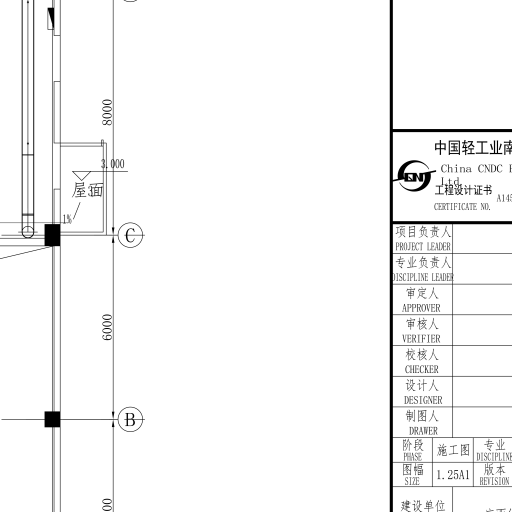 8000
3.000
屋面
1%
C
6000
B
00
中国轻工业南
China CNDC
Ltd
工程设计证书
A145
CERTIFICATE NO.
CNDC
项目负责人
PROJECT LEADER
专业负责人
DISCIPLINE LEADER
审定人
APPROVER
审核人
VERIFIER
校核人
CHECKER
设计人
DESIGNER
制图人
DRAWER
阶段
PHASE
施工图
专业
DISCIPLINE
图幅
SIZE
1.25A1
版本
REVISION
建设单位